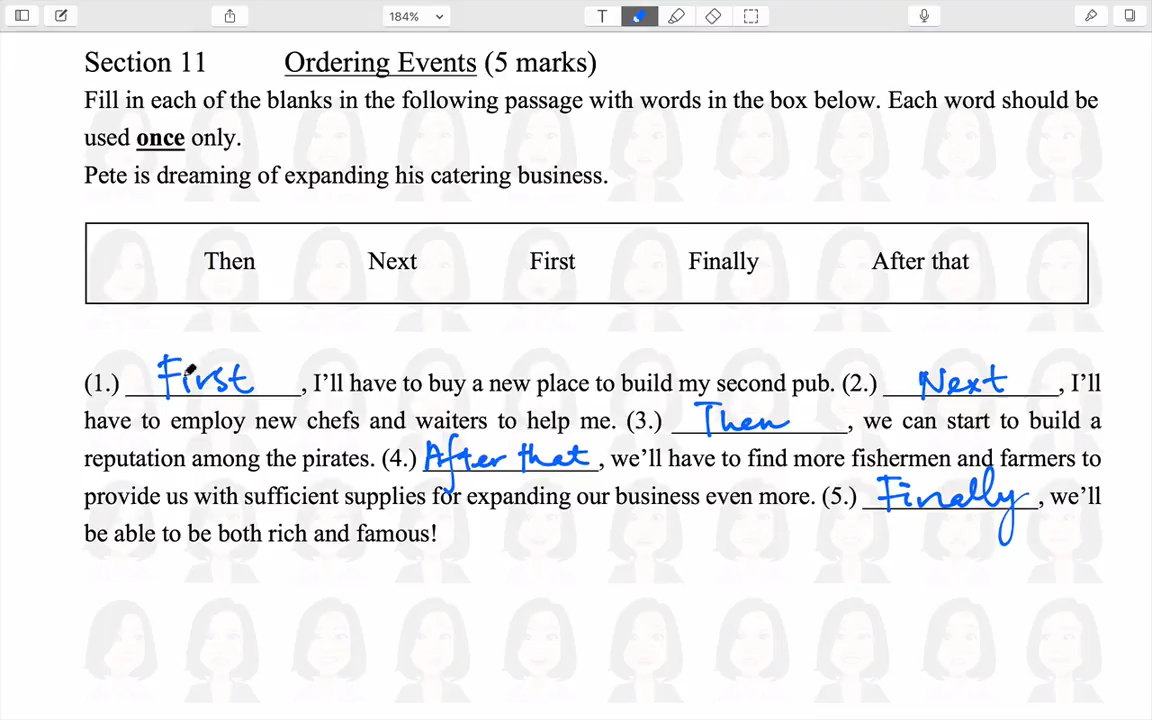 184%
T
Section 11 Ordering Events (5 marks)
Fill in each of the blanks in the following passage with words in the box below. Each word should be
used once only.
Pete is dreaming of expanding his catering business.
Then Next First Finally After that
(1.) First, I’ll have to buy a new place to build my second pub. (2.) Next, I’ll
have to employ new chefs and waiters to help me. (3.) Then, we can start to build a
reputation among the pirates. (4.) After that, we’ll have to find more fishermen and farmers to
provide us with sufficient supplies for expanding our business even more. (5.) Finally, we’ll
be able to be both rich and famous!